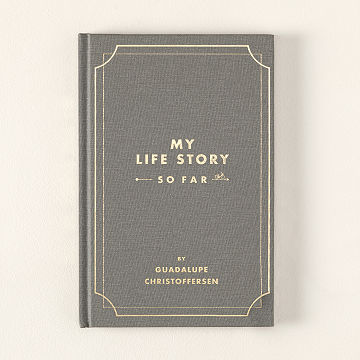 MY
LIFE STORY
SO FAR
BY
GUADALUPE
CHRISTOFFERSEN